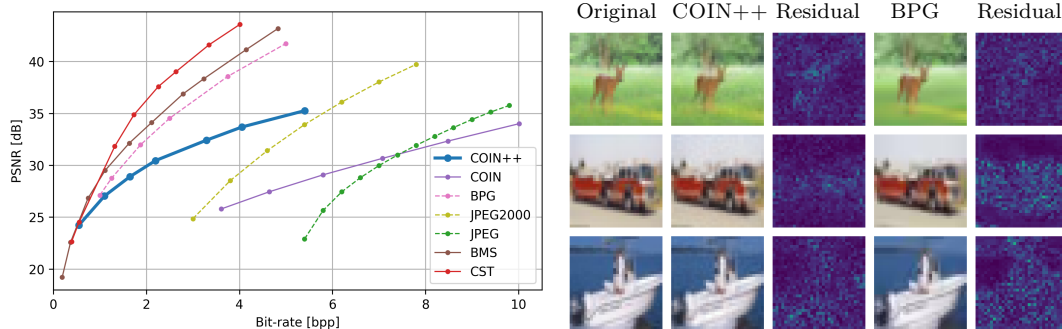 Original COIN++ Residual BPG Residual
PSNR [dB]
40
35
30
25
20
0 2 4 6 8 10
Bit-rate [bpp]
COIN++
COIN
BPG
JPEG2000
JPEG
BMS
CST